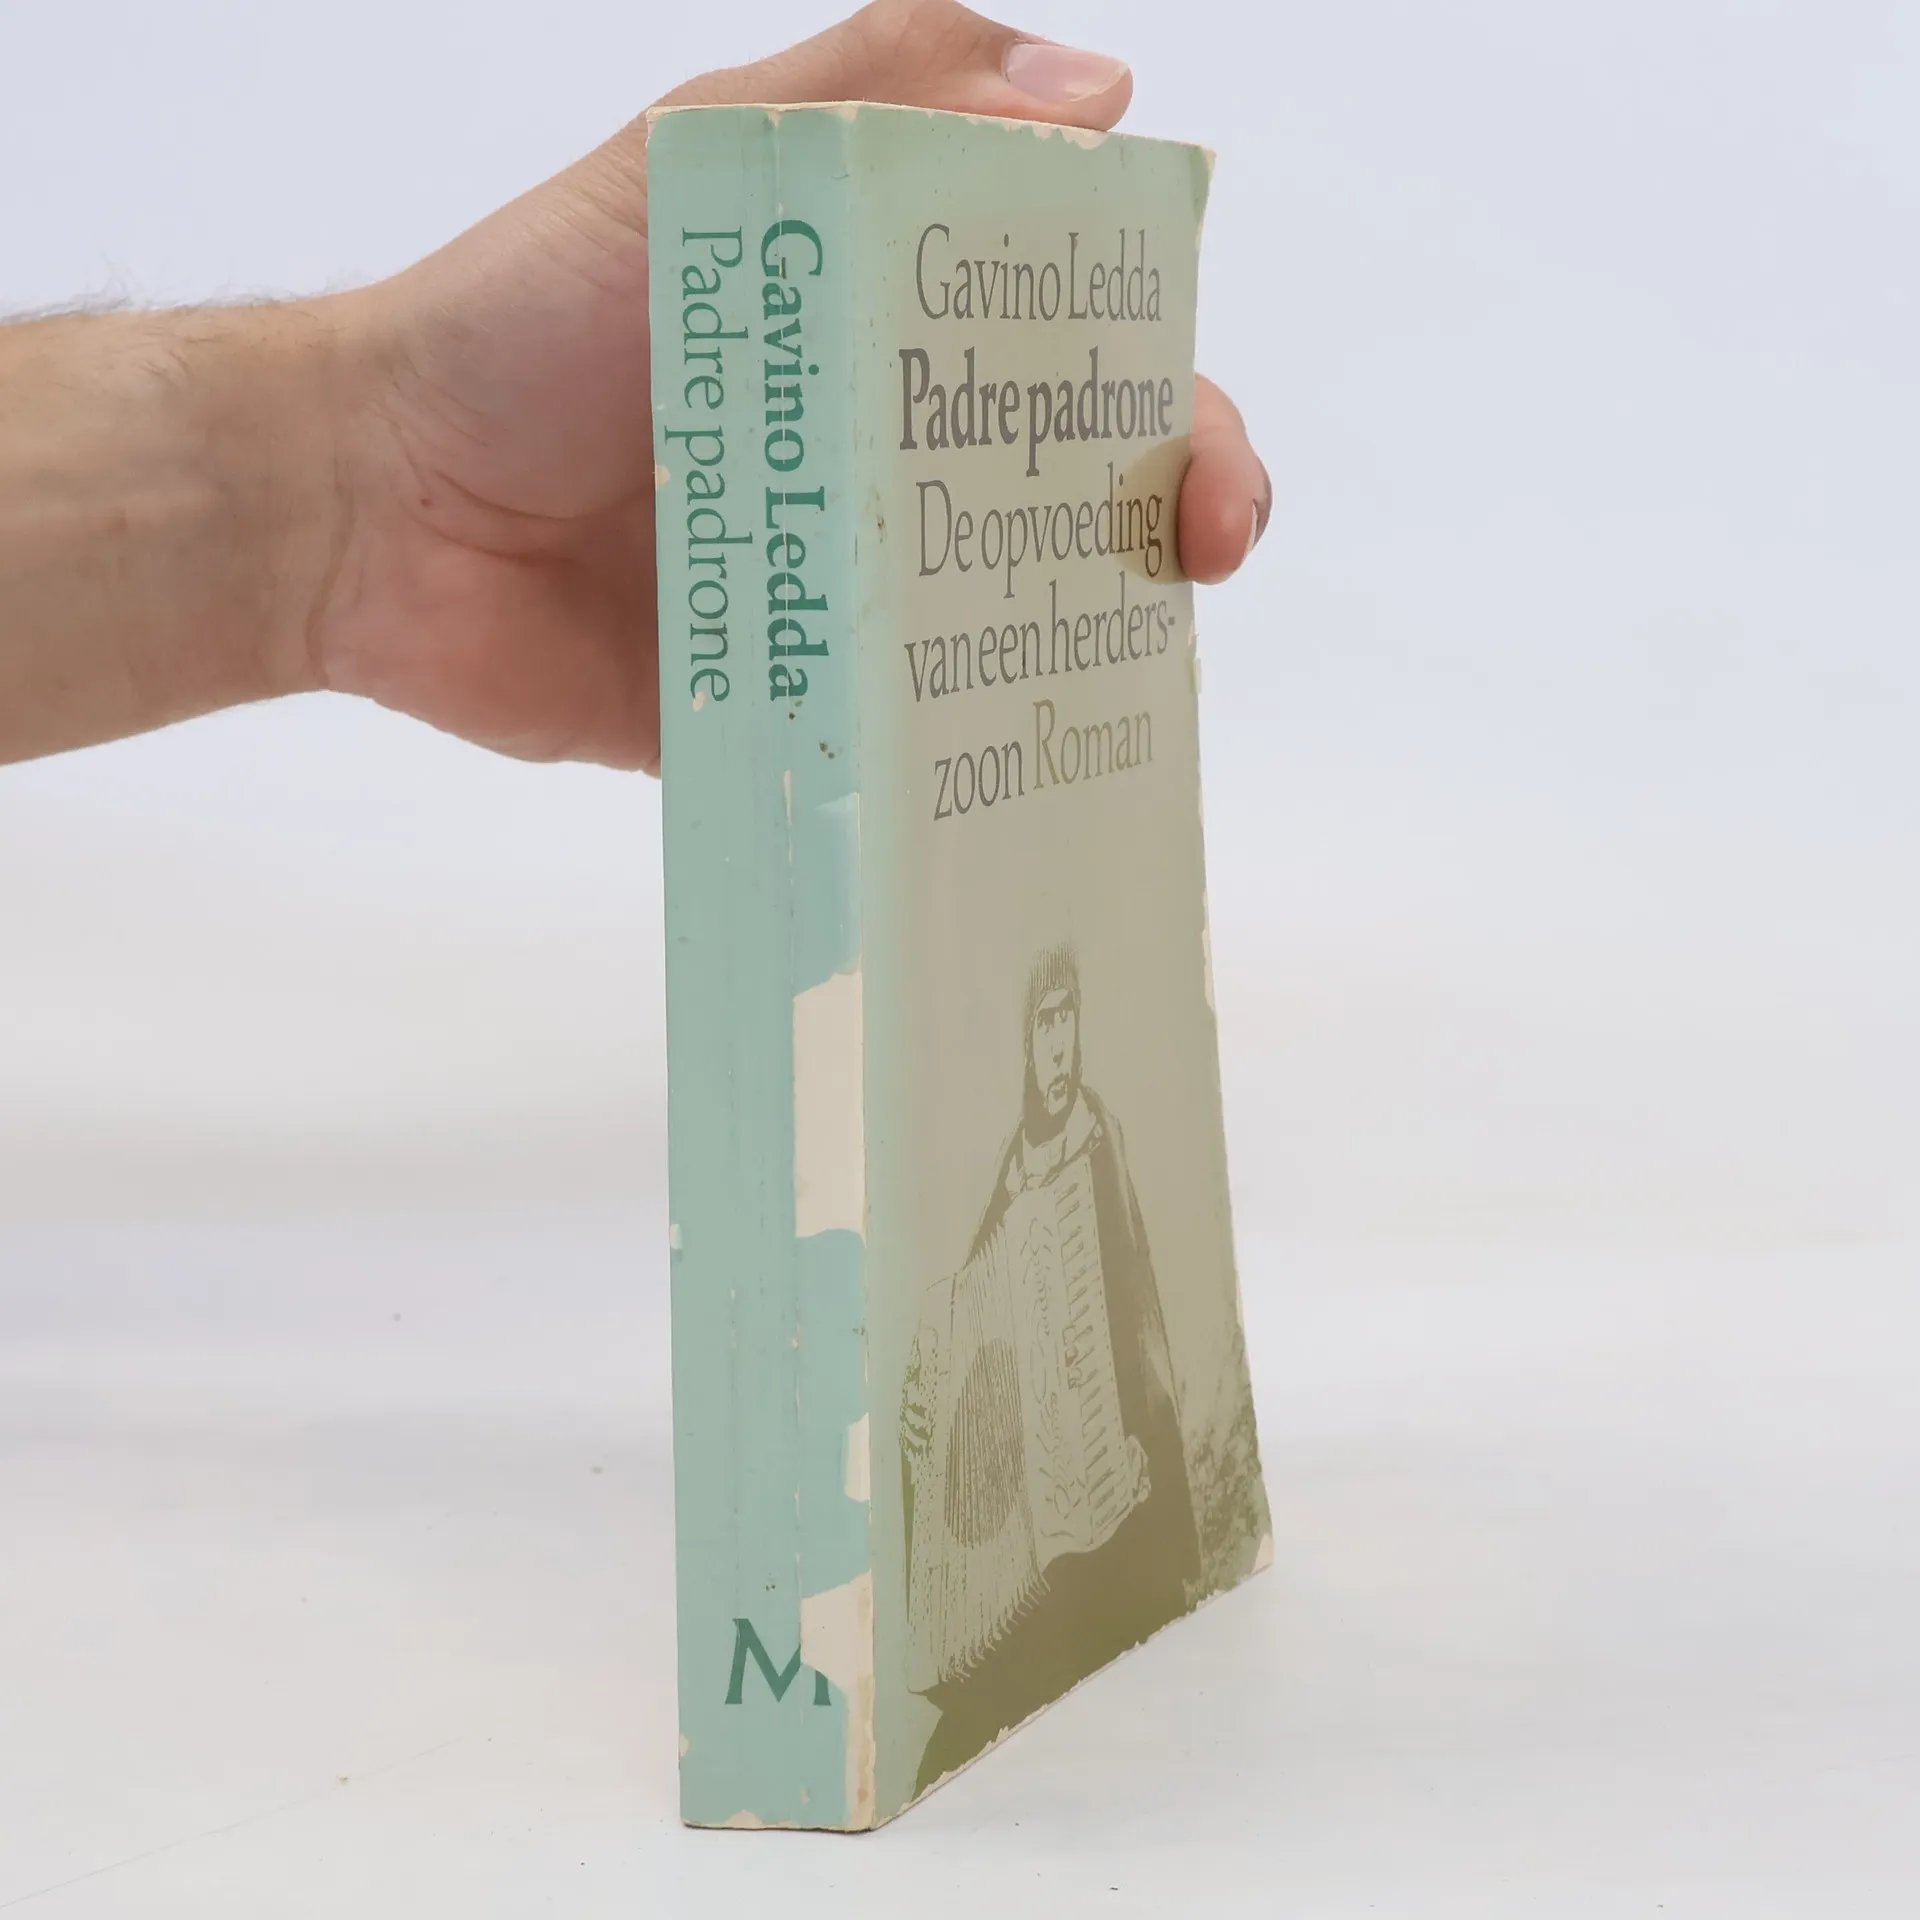 Gavino Ledda
Padre padrone
M
Gavino Ledda
Padre padrone
De opvoeding
van een herders-
zoon Roman